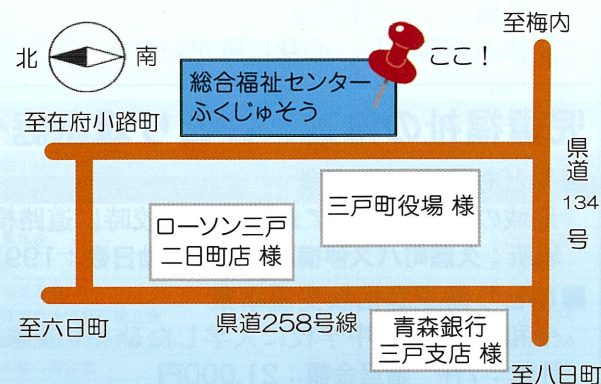 至梅内
北
南
ここ！
総合福祉センター
ふくじゅそう
至在府小路町
県道
134
号
三戸町役場 様
ローソン三戸
二日町店 様
至六日町
県道258号線
青森銀行
三戸支店 様
至八日町